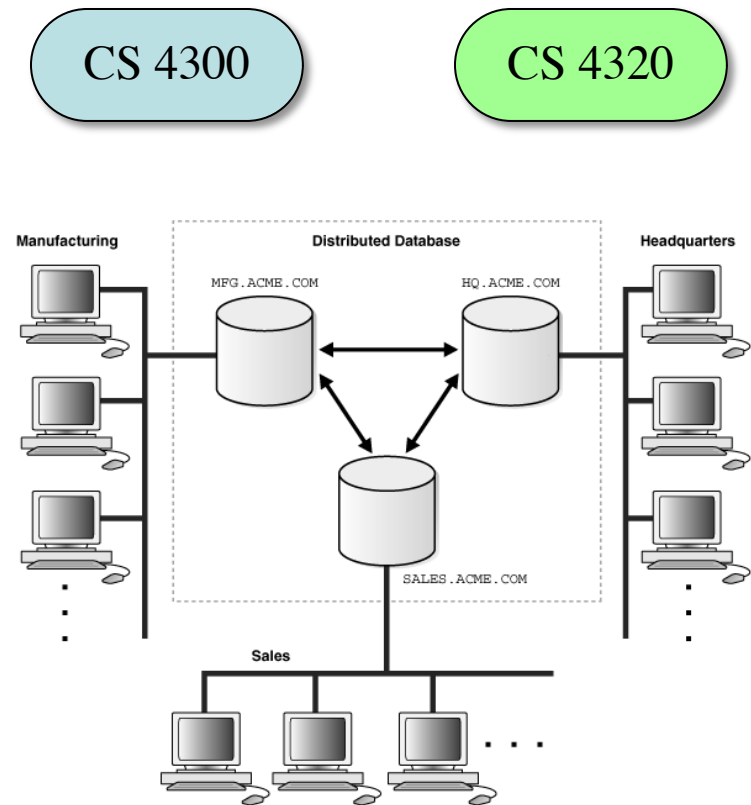 CS 4300
CS 4320
Manufacturing
Distributed Database
Headquarters
MFG.ACME.COM
HQ.ACME.COM
SALES.ACME.COM
Sales